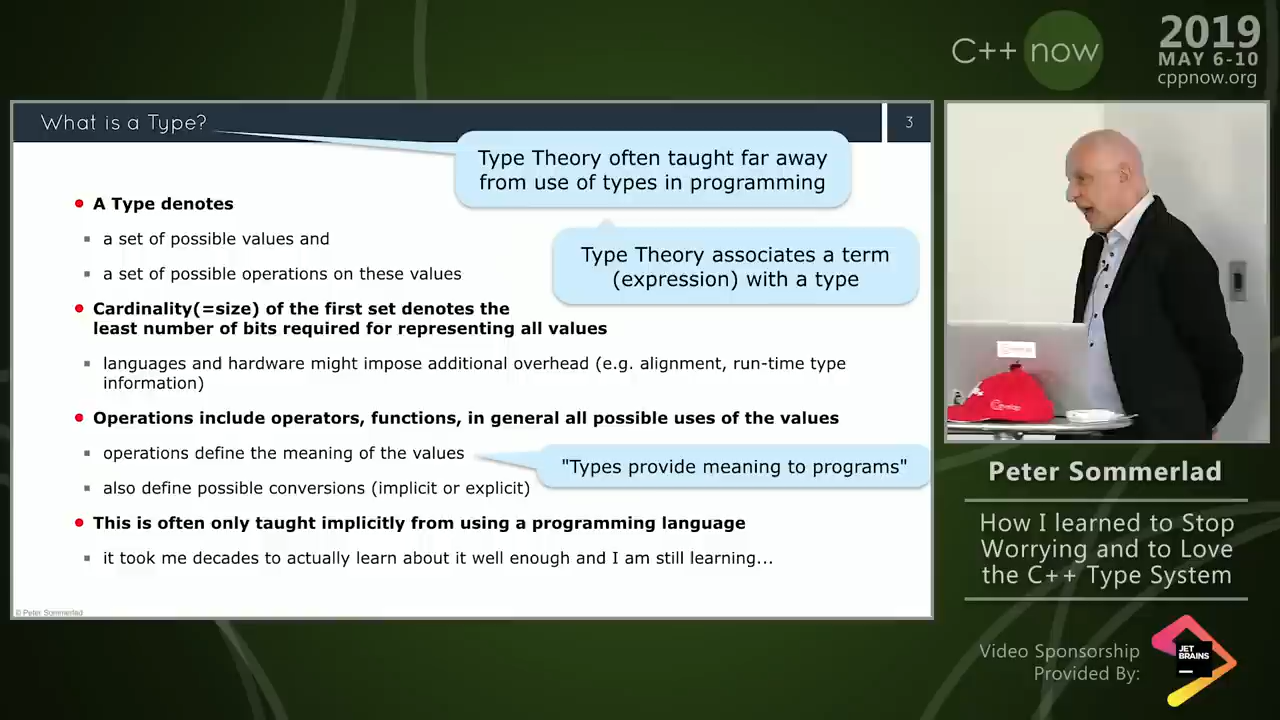 C++ now
2019
MAY 6-10
cppnow.org
What is a Type?
3
Type Theory often taught far away
from use of types in programming
A Type denotes
a set of possible values and
a set of possible operations on these values
Type Theory associates a term
(expression) with a type
Cardinality(=size) of the first set denotes the
least number of bits required for representing all values
languages and hardware might impose additional overhead (e.g. alignment, run-time type
information)
Operations include operators, functions, in general all possible uses of the values
operations define the meaning of the values
"Types provide meaning to programs"
also define possible conversions (implicit or explicit)
This is often only taught implicitly from using a programming language
it took me decades to actually learn about it well enough and I am still learning...
© Peter Sommerlad
Peter Sommerlad
How I learned to Stop
Worrying and to Love
the C++ Type System
Video Sponsorship
Provided By:
JET
BRAINS